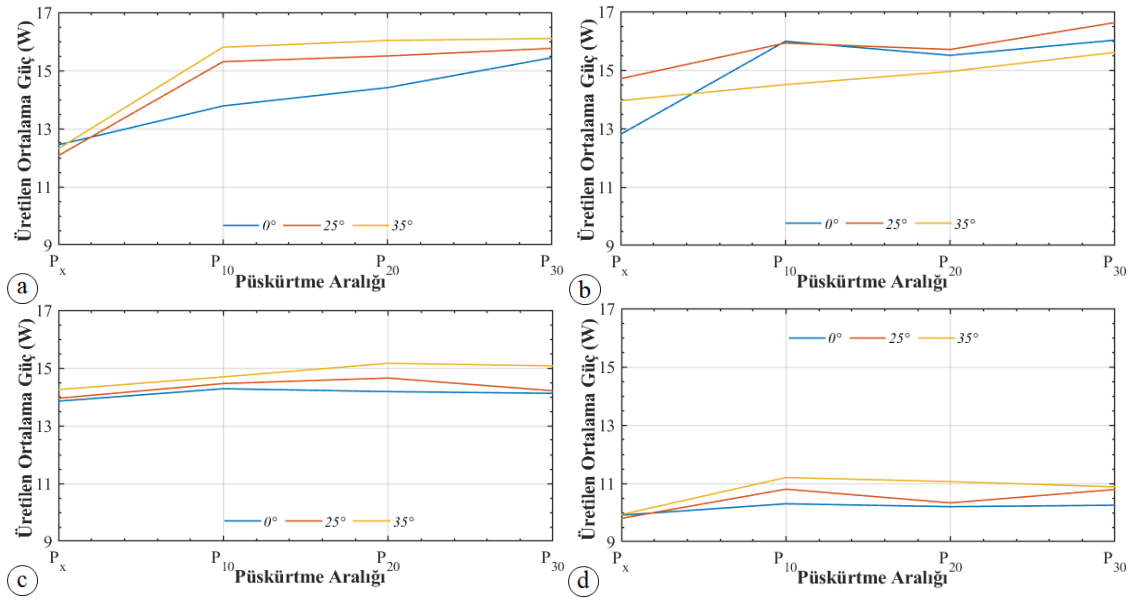 17
15
13
11
9
Üretilen Ortalama Güç (W)
0° 25° 35°
Px P10 P20 P30
Püskürtme Aralığı
a
17
15
13
11
9
Üretilen Ortalama Güç (W)
0° 25° 35°
Px P10 P20 P30
Püskürtme Aralığı
b
17
15
13
11
9
Üretilen Ortalama Güç (W)
0° 25° 35°
Px P10 P20 P30
Püskürtme Aralığı
c
17
15
13
11
9
Üretilen Ortalama Güç (W)
0° 25° 35°
Px P10 P20 P30
Püskürtme Aralığı
d